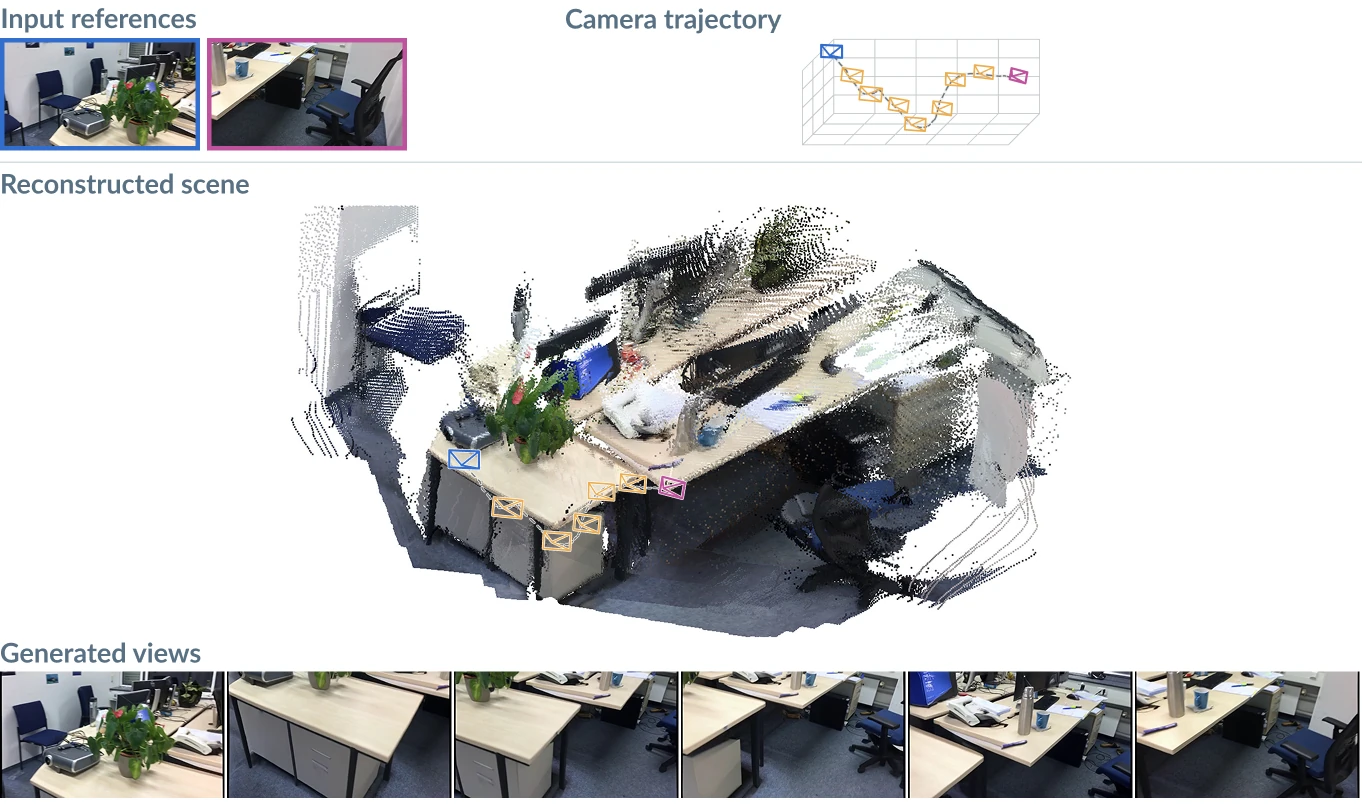 Input references
Camera trajectory
Reconstructed scene
Generated views